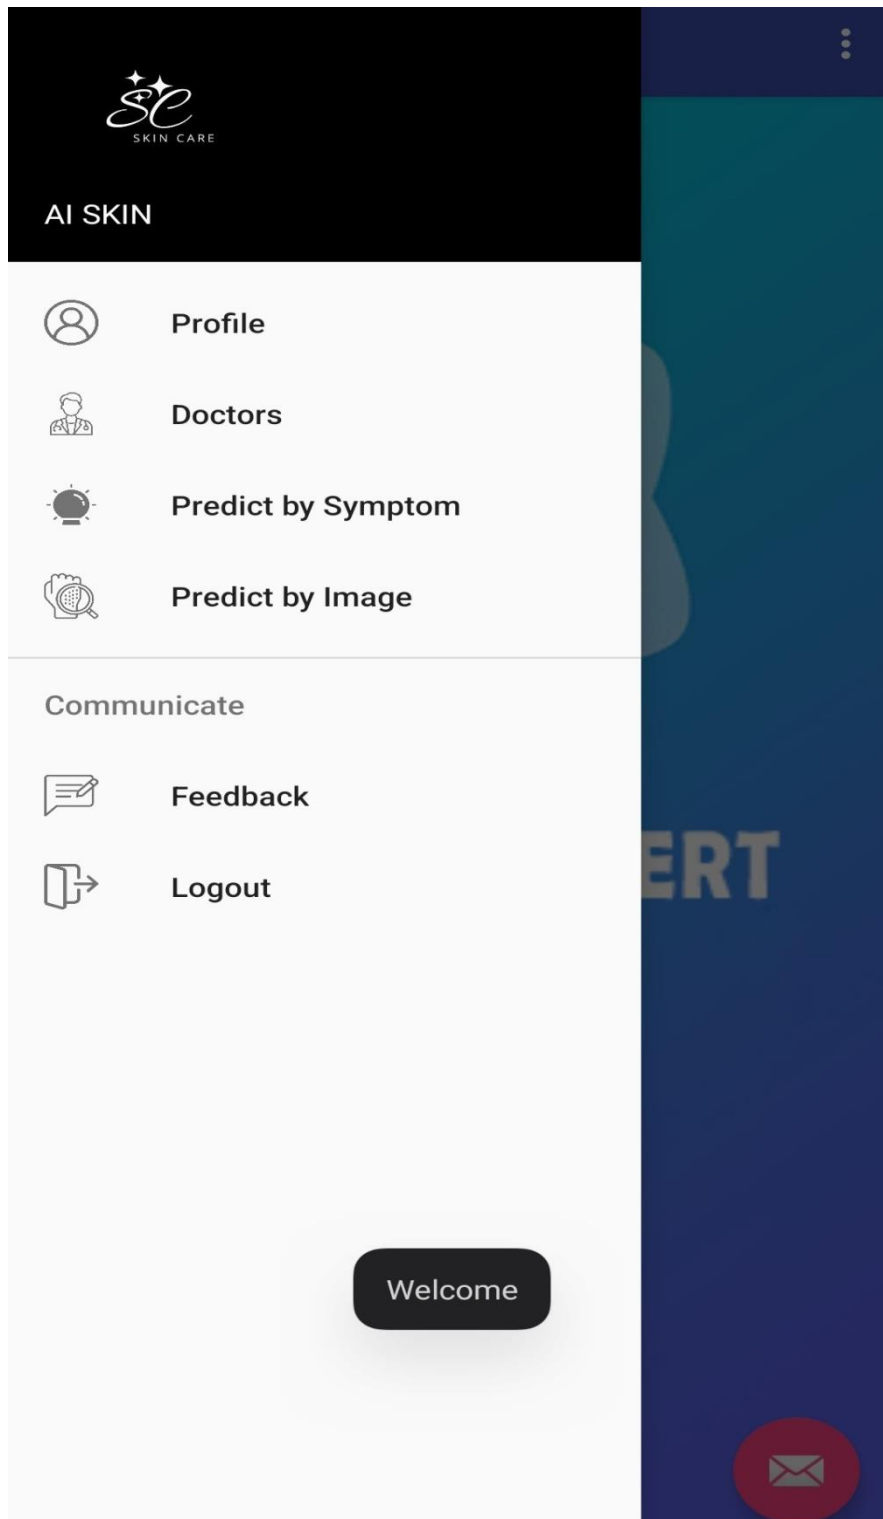 SC
SKIN CARE
AI SKIN
Profile
Doctors
Predict by Symptom
Predict by Image
Communicate
Feedback
ERT
Logout
Welcome